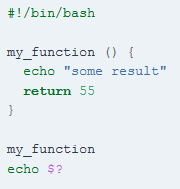 #!/bin/bash
my_function () {
  echo "some result"
  return 55
}
my_function
echo $?